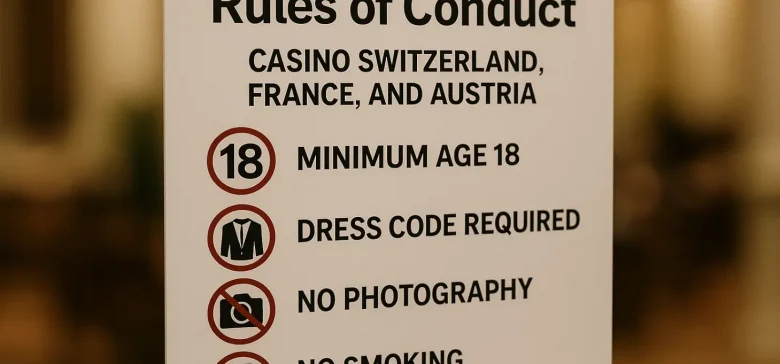 Rules of Conduct
CASINO SWITZERLAND,
FRANCE, AND AUSTRIA
18 MINIMUM AGE 18
DRESS CODE REQUIRED
NO PHOTOGRAPHY
NO SMOKING